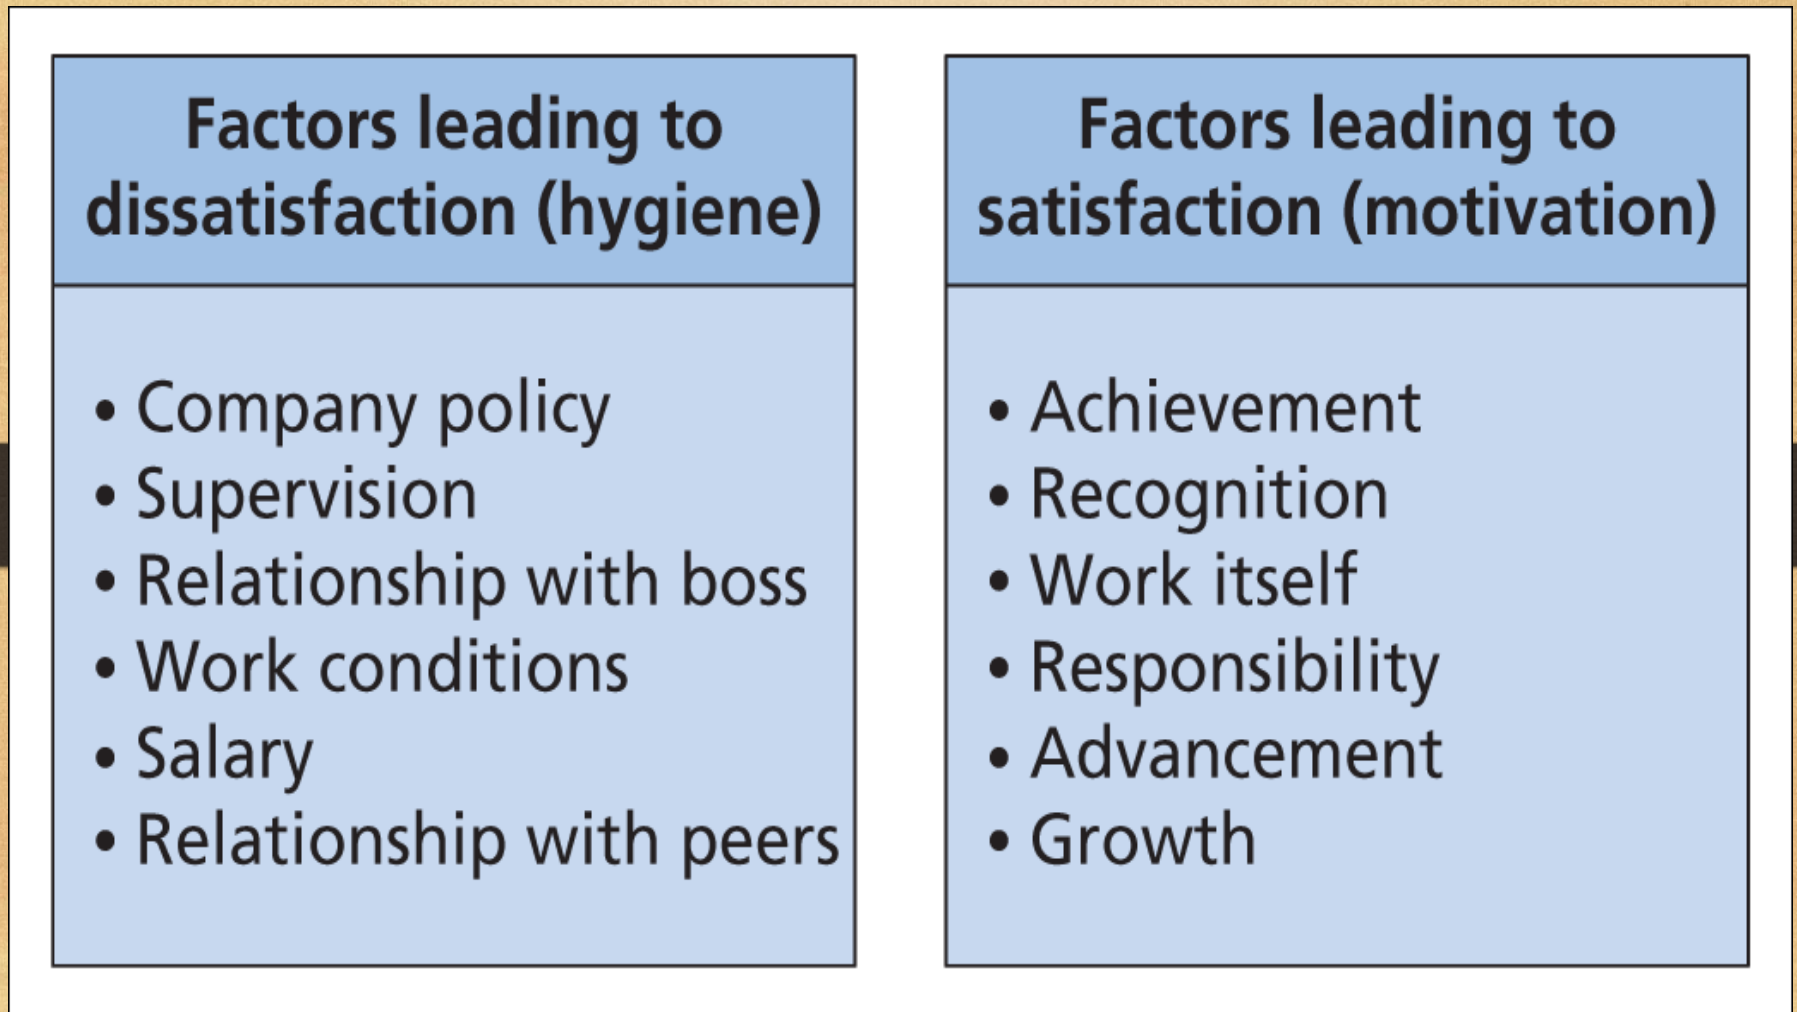 Factors leading to
dissatisfaction (hygiene)
• Company policy
• Supervision
• Relationship with boss
• Work conditions
• Salary
• Relationship with peers
Factors leading to
satisfaction (motivation)
• Achievement
• Recognition
• Work itself
• Responsibility
• Advancement
• Growth